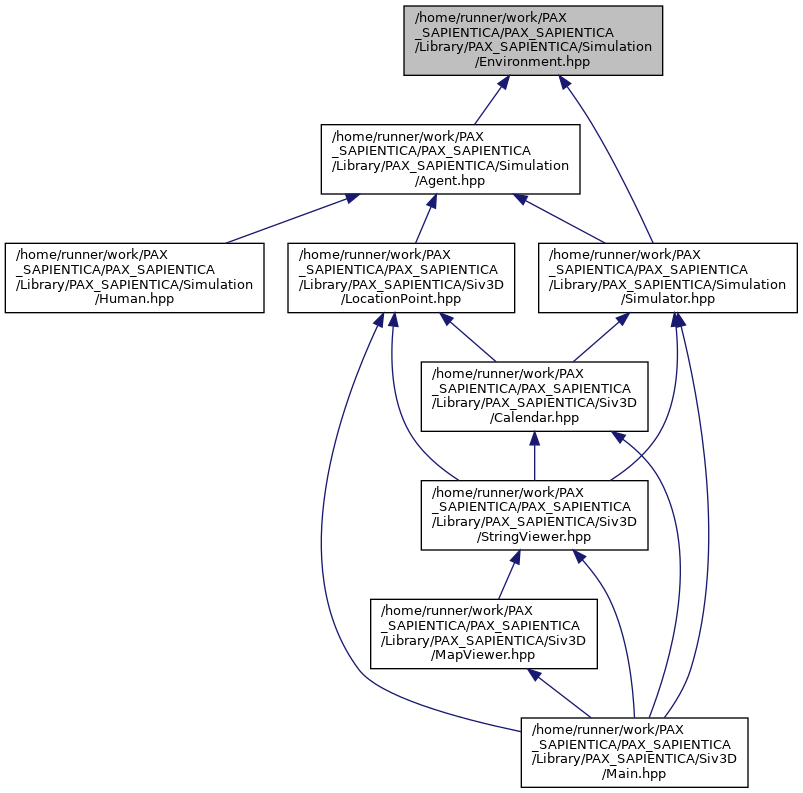 /home/runner/work/PAX
_SAPIENTICA/PAX_SAPIENTICA
/Library/PAX_SAPIENTICA/Simulation
/Environment.hpp
/home/runner/work/PAX
_SAPIENTICA/PAX_SAPIENTICA
/Library/PAX_SAPIENTICA/Simulation
/Agent.hpp
/home/runner/work/PAX
_SAPIENTICA/PAX_SAPIENTICA
/Library/PAX_SAPIENTICA/Simulation
/Human.hpp
/home/runner/work/PAX
_SAPIENTICA/PAX_SAPIENTICA
/Library/PAX_SAPIENTICA/Siv3D
/LocationPoint.hpp
/home/runner/work/PAX
_SAPIENTICA/PAX_SAPIENTICA
/Library/PAX_SAPIENTICA/Simulation
/Simulator.hpp
/home/runner/work/PAX
_SAPIENTICA/PAX_SAPIENTICA
/Library/PAX_SAPIENTICA/Siv3D
/Calendar.hpp
/home/runner/work/PAX
_SAPIENTICA/PAX_SAPIENTICA
/Library/PAX_SAPIENTICA/Siv3D
/StringViewer.hpp
/home/runner/work/PAX
_SAPIENTICA/PAX_SAPIENTICA
/Library/PAX_SAPIENTICA/Siv3D
/MapViewer.hpp
/home/runner/work/PAX
_SAPIENTICA/PAX_SAPIENTICA
/Library/PAX_SAPIENTICA/Siv3D
/Main.hpp